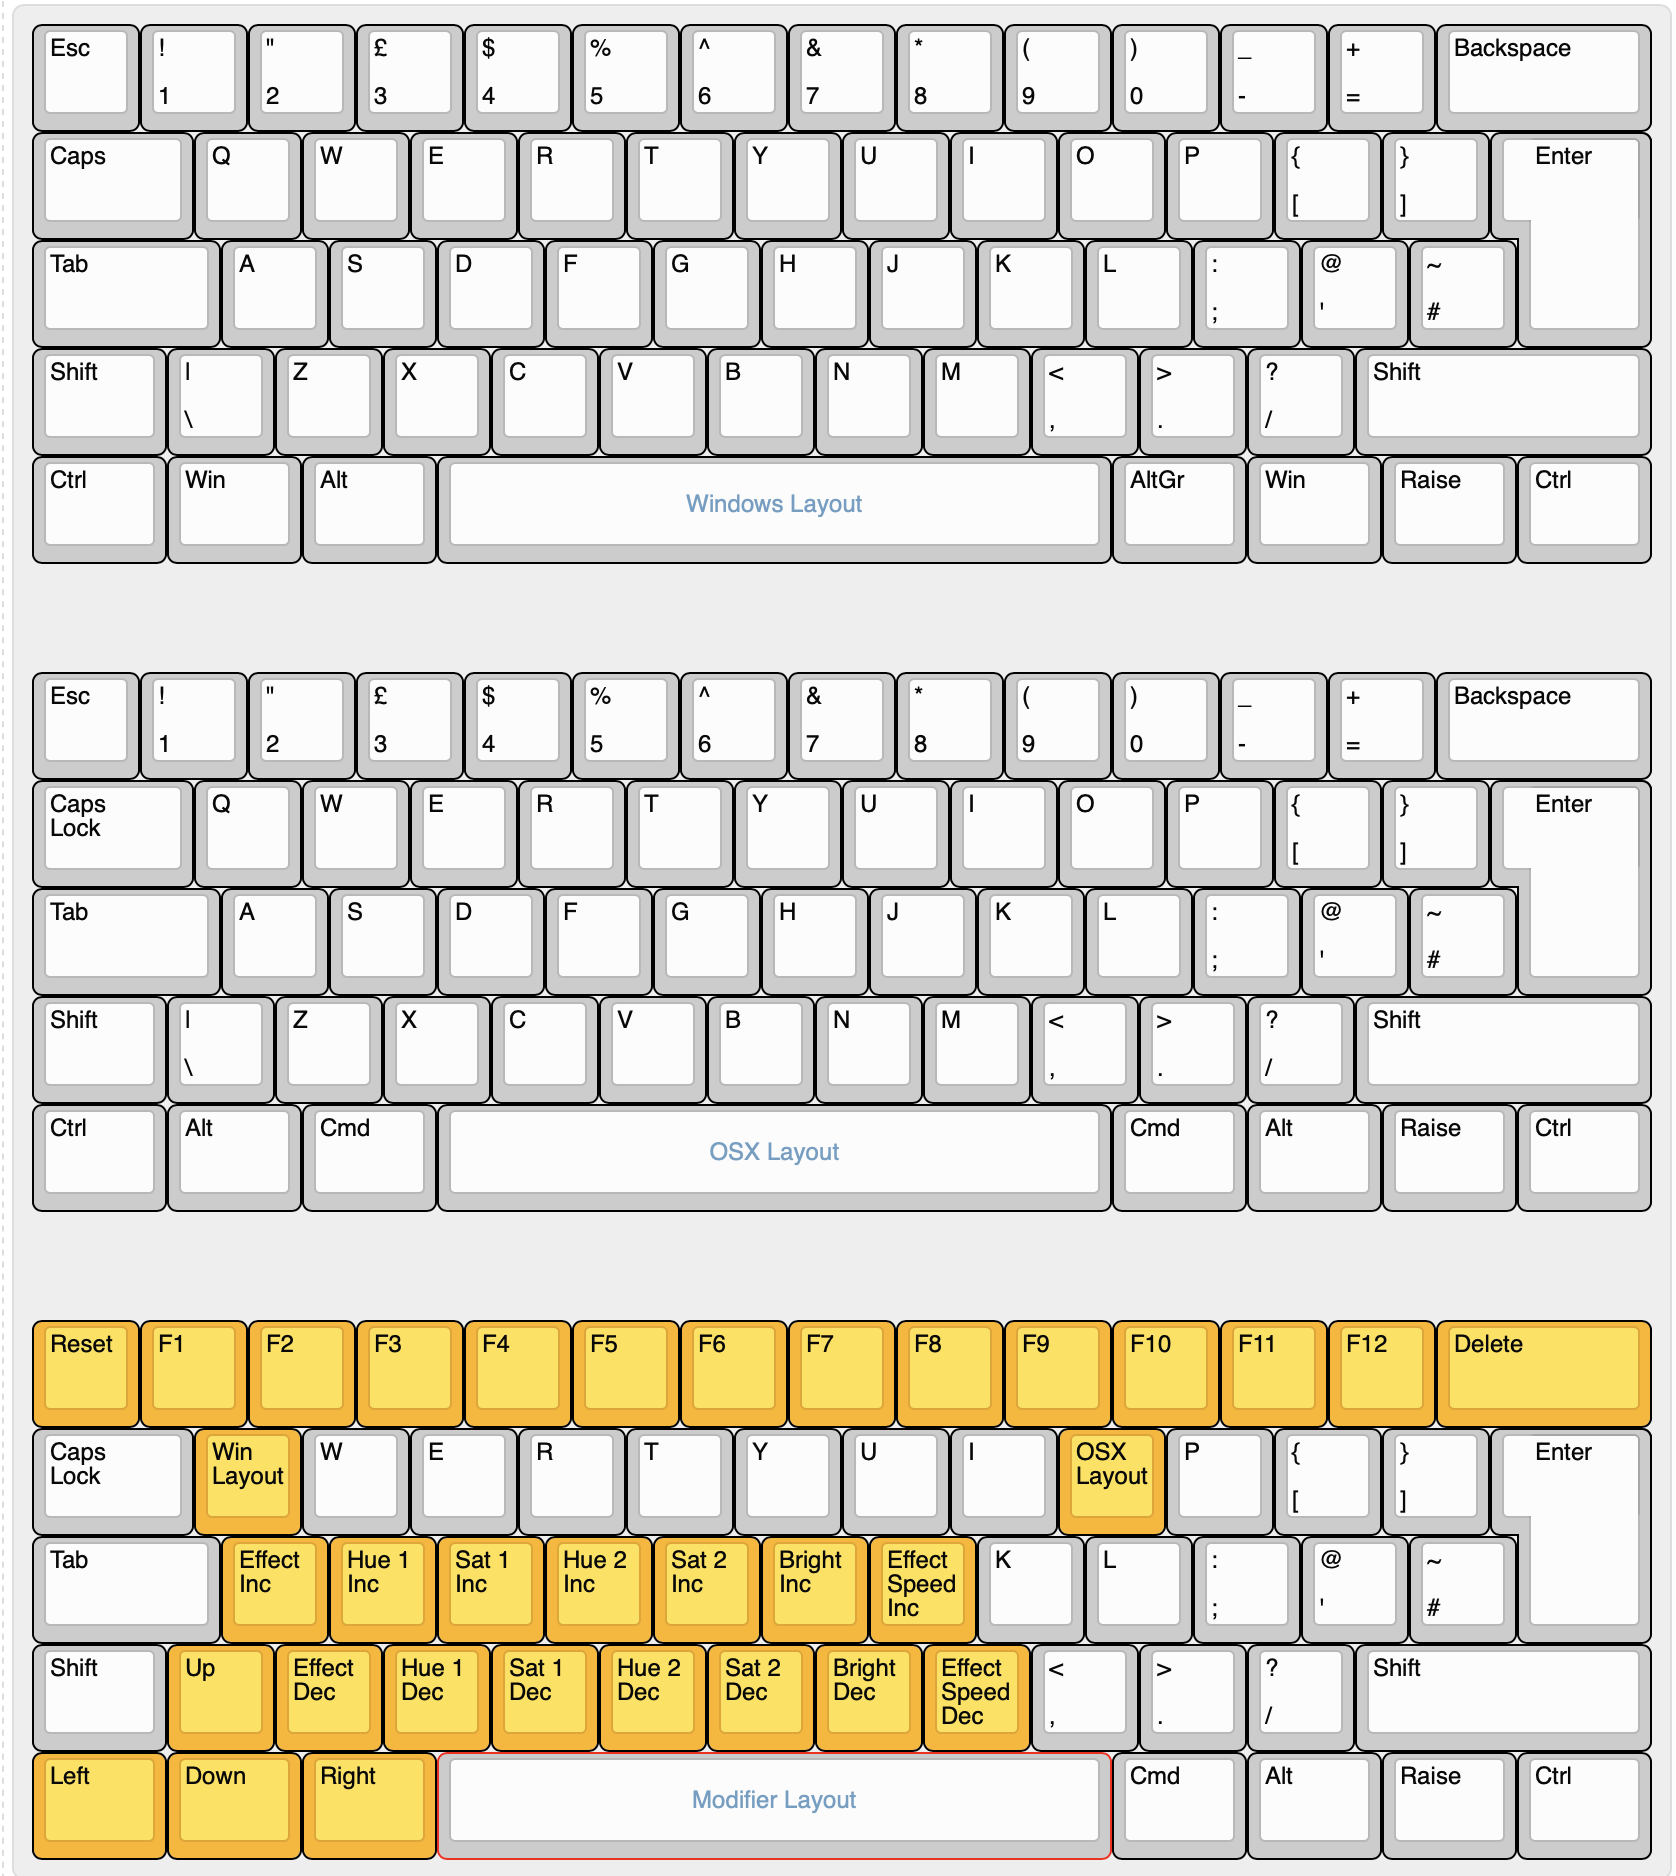 Esc ! " £ $ % ^ & * ( ) _ + Backspace
1 2 3 4 5 6 7 8 9 0 - =
Caps Q W E R T Y U I O P { } Enter
[ ]
Tab A S D F G H J K L : @ ~
; ' #
Shift | Z X C V B N M < > ? Shift
\ , . /
Ctrl Win Alt AltGr Win Raise Ctrl
Windows Layout
Esc ! " £ $ % ^ & * ( ) _ + Backspace
1 2 3 4 5 6 7 8 9 0 - =
Caps Q W E R T Y U I O P { } Enter
Lock
[ ]
Tab A S D F G H J K L : @ ~
; ' #
Shift | Z X C V B N M < > ? Shift
\ , . /
Ctrl Alt Cmd Cmd Alt Raise Ctrl
OSX Layout
Reset F1 F2 F3 F4 F5 F6 F7 F8 F9 F10 F11 F12 Delete
Caps Win W E R T Y U I OSX P { } Enter
Lock Layout Layout
[ ]
Tab Effect Hue 1 Sat 1 Hue 2 Sat 2 Bright Effect K L : @ ~
Inc Inc Inc Inc Inc Inc Speed
Inc ; ' #
Shift Up Effect Hue 1 Sat 1 Hue 2 Sat 2 Bright Effect < > ? Shift
Dec Dec Dec Dec Dec Dec Speed
Dec , . /
Left Down Right Cmd Alt Raise Ctrl
Modifier Layout